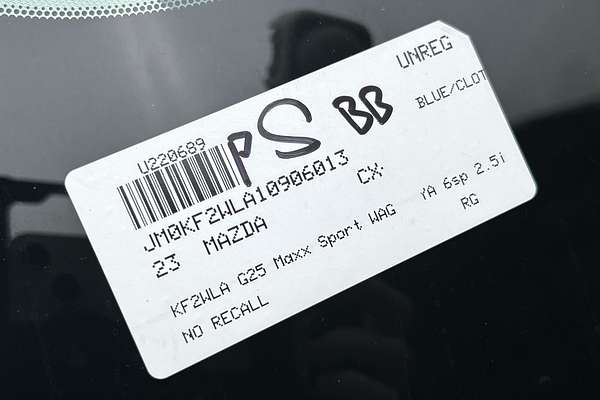 UNREG
U220689
PS BB
BLUE/CLOT
JM0KF2WLA10906013
23 MAZDA CX-
KF2WLA G25 Maxx Sport WAG YA 6sp 2.5i
NO RECALL RG